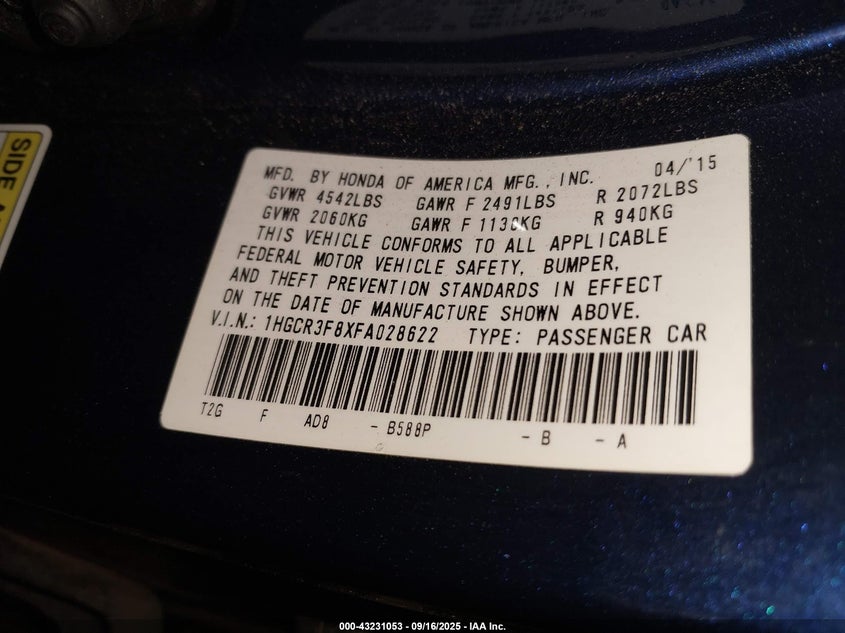 SIDE A
MFD. BY HONDA OF AMERICA MFG., INC. 04/'15
GVWR 4542LBS GAWR F 2491LBS R 2072LBS
GVWR 2060KG GAWR F 1130KG R 940KG
THIS VEHICLE CONFORMS TO ALL APPLICABLE
FEDERAL MOTOR VEHICLE SAFETY, BUMPER,
AND THEFT PREVENTION STANDARDS IN EFFECT
ON THE DATE OF MANUFACTURE SHOWN ABOVE.
V.I.N.: 1HGCR3F8XFA028622 TYPE: PASSENGER CAR
T2G F AD8 - B588P - B - A
000-43231053 - 09/16/2025 - IAA Inc.